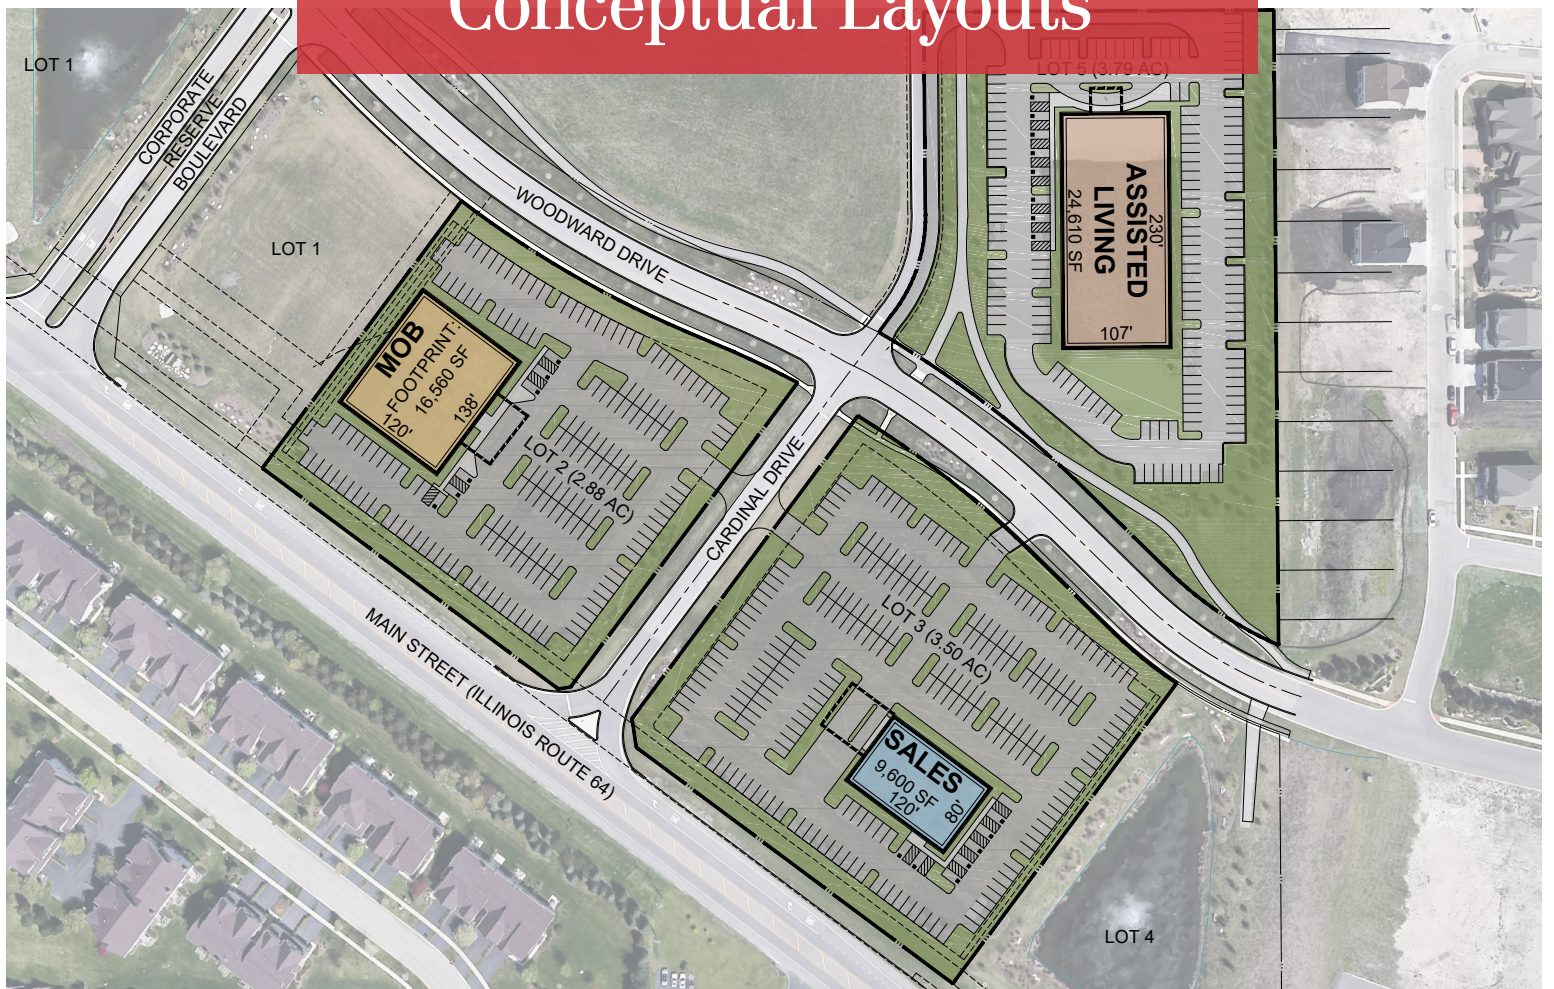 Conceptual Layouts
LOT 1
CORPORATE
RESERVE
BOULEVARD
LOT 5 (3.79 AC)
ASSISTED
LIVING
230'
24,610 SF
107'
WOODWARD DRIVE
LOT 1
MOB
FOOTPRINT:
16,560 SF
138'
120'
LOT 2 (2.88 AC)
CARDINAL DRIVE
MAIN STREET (ILLINOIS ROUTE 64)
LOT 3 (3.50 AC)
SALES
9,600 SF
120'
80'
LOT 4